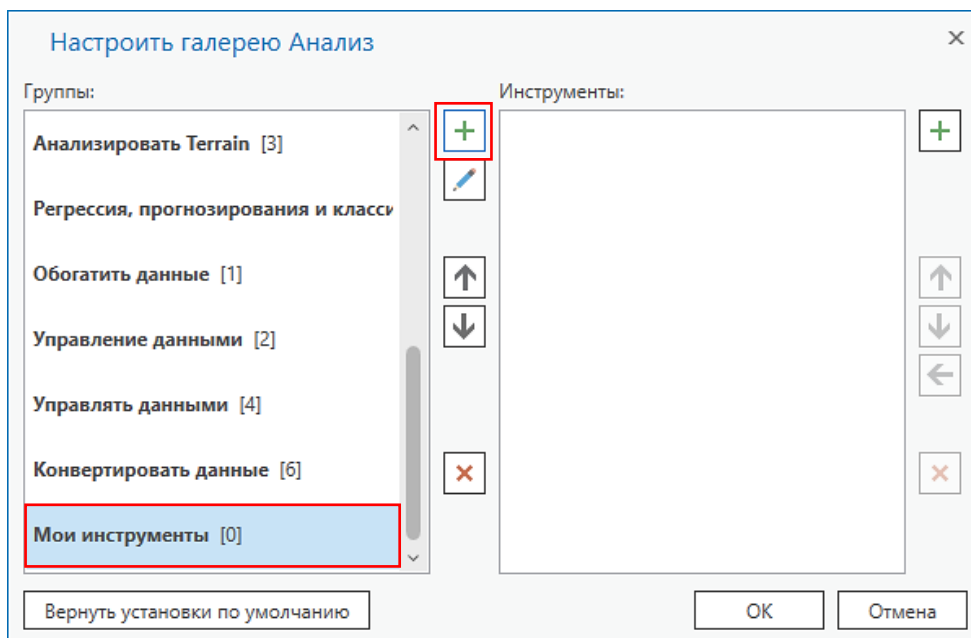 Настроить галерею Анализ
Группы:
Инструменты:
Анализировать Terrain [3]
Регрессия, прогнозирования и класси
Обогатить данные [1]
Управление данными [2]
Управлять данными [4]
Конвертировать данные [6]
Мои инструменты [0]
Вернуть установки по умолчанию
ОК
Отмена